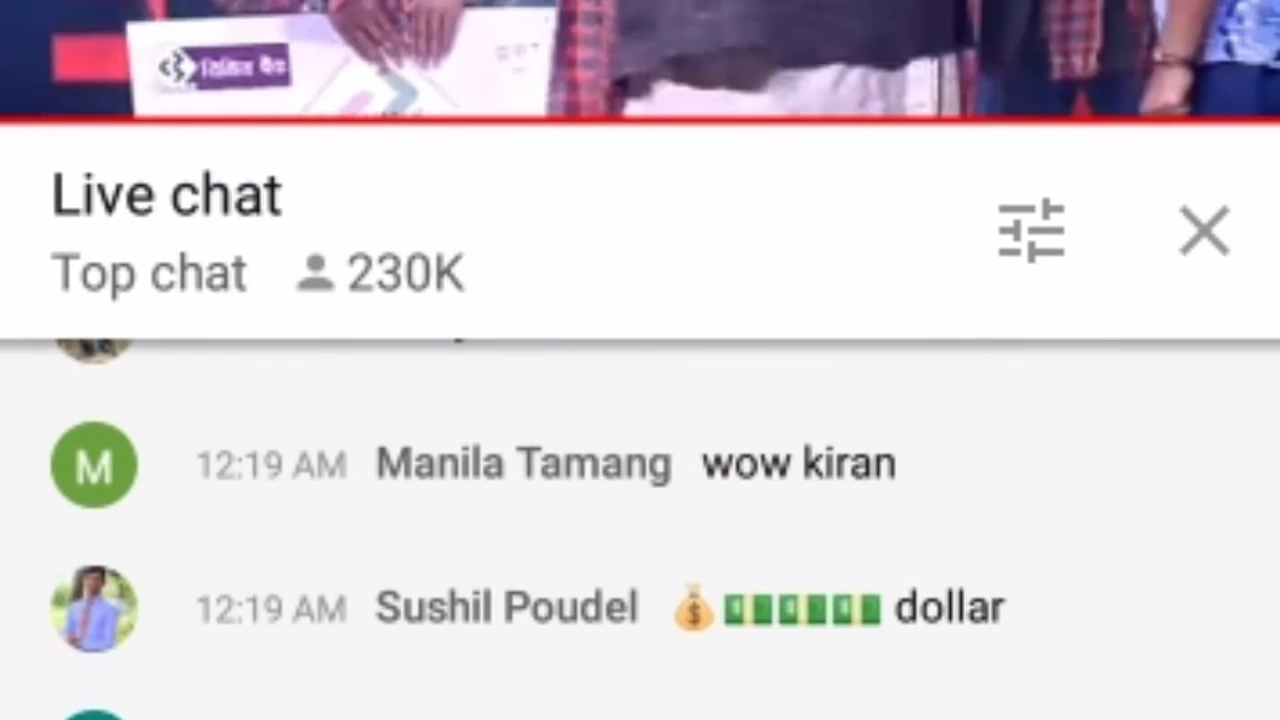 Live chat
Top chat 230K
12:19 AM Manila Tamang wow kiran
12:19 AM Sushil Poudel 💰💵💵💵 dollar